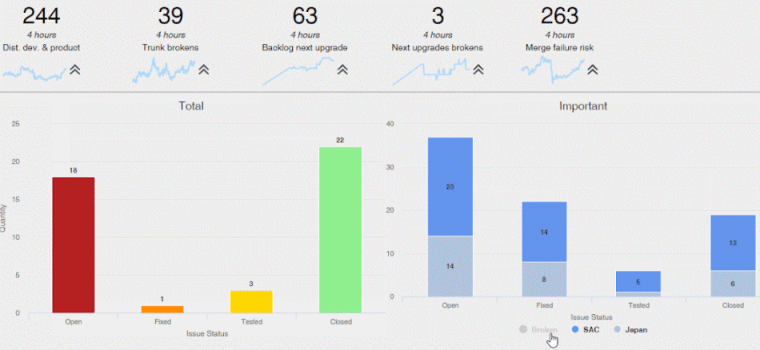 244 39 63 3 263
4 hours 4 hours 4 hours 4 hours 4 hours
Dist. dev. & product Trunk brokens Backlog next upgrade Next upgrades brokens Merge failure risk
Total
25
20
15
10
5
0
Quantity
18
1
3
22
Open Fixed Tested Closed
Issue Status
Important
40
30
20
10
0
23
14
14
8
5
13
6
Open Fixed Tested Closed
Issue Status
Broken SAC Japan